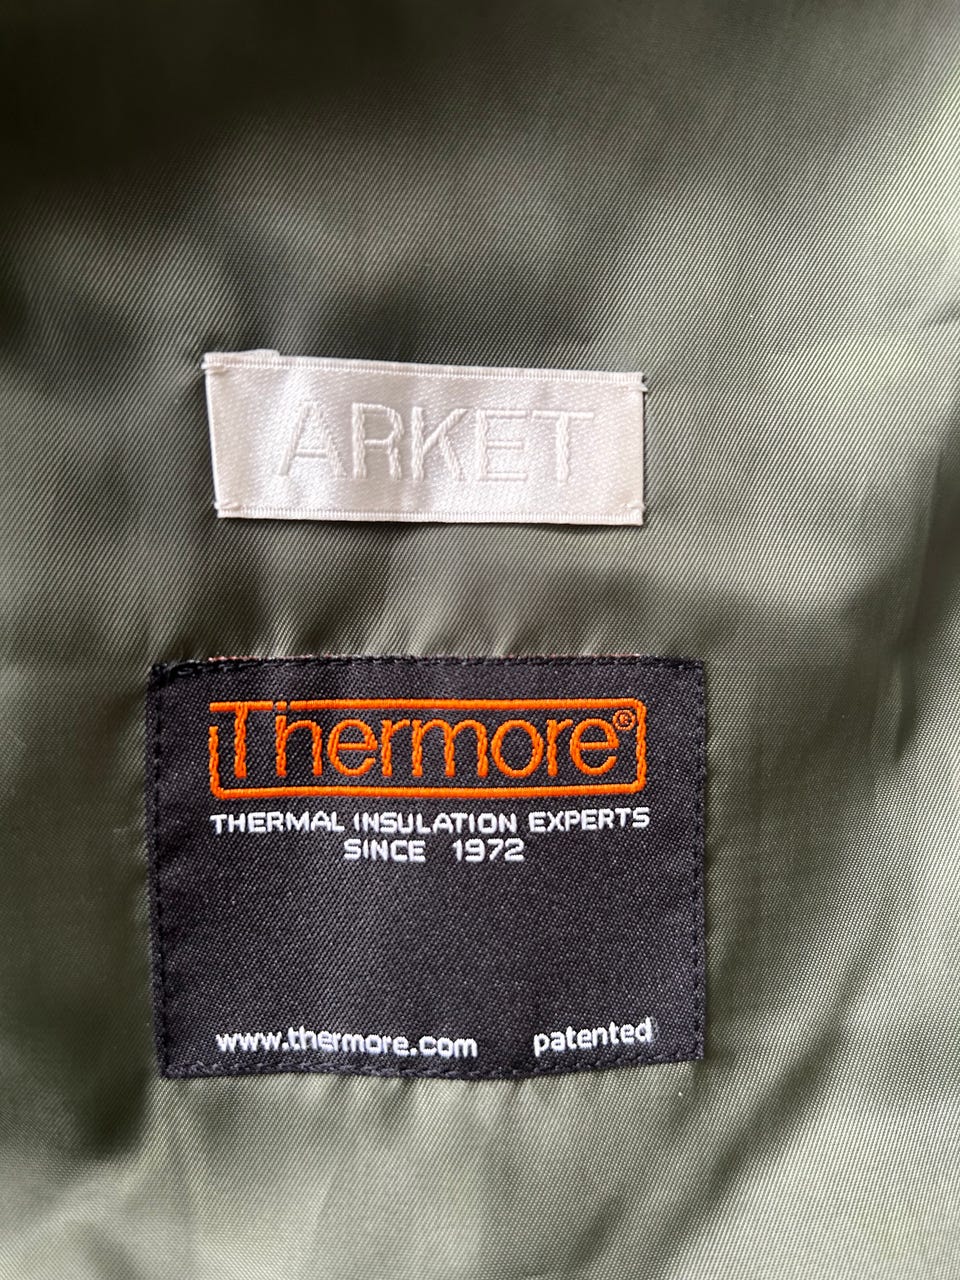 ARKET
Thermore®
THERMAL INSULATION EXPERTS
SINCE 1972
www.thermore.com patented